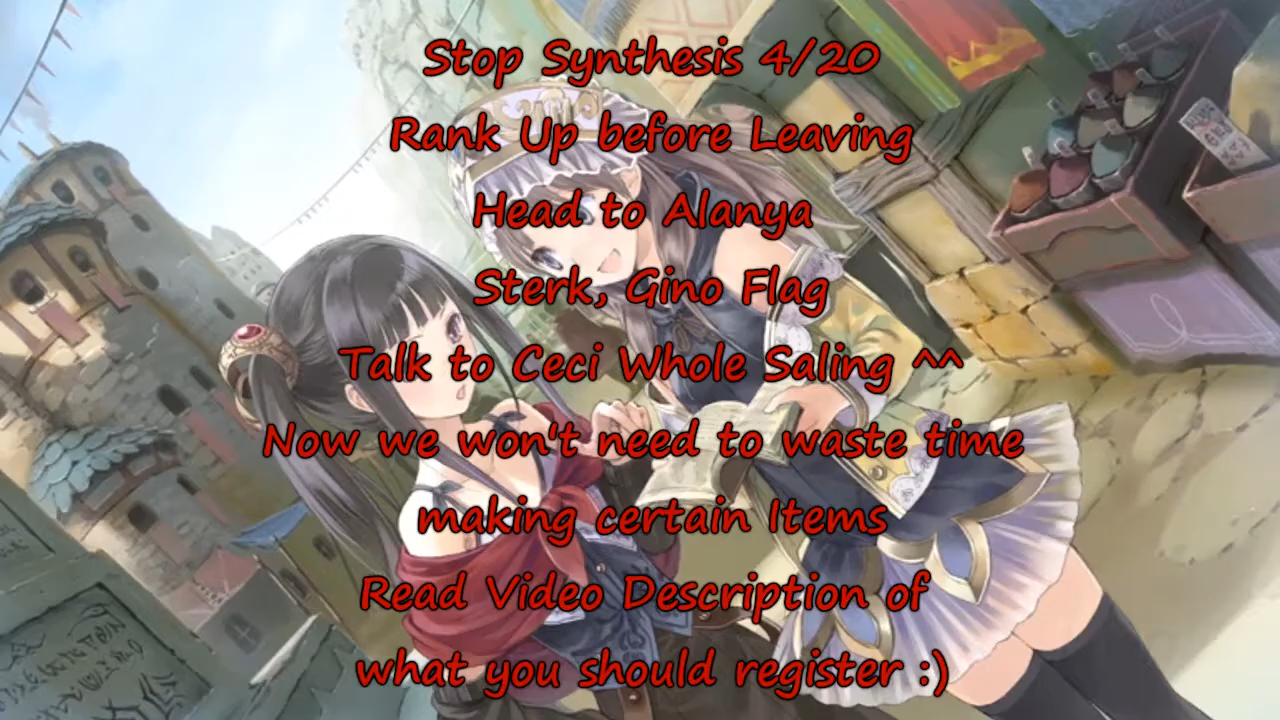 Stop Synthesis 4/20
Rank Up before Leaving
Head to Alanya
Sterk, Gino Flag
Talk to Ceci Whole Saling ^^
Now we won't need to waste time
making certain Items
Read Video Description of
what you should register :)